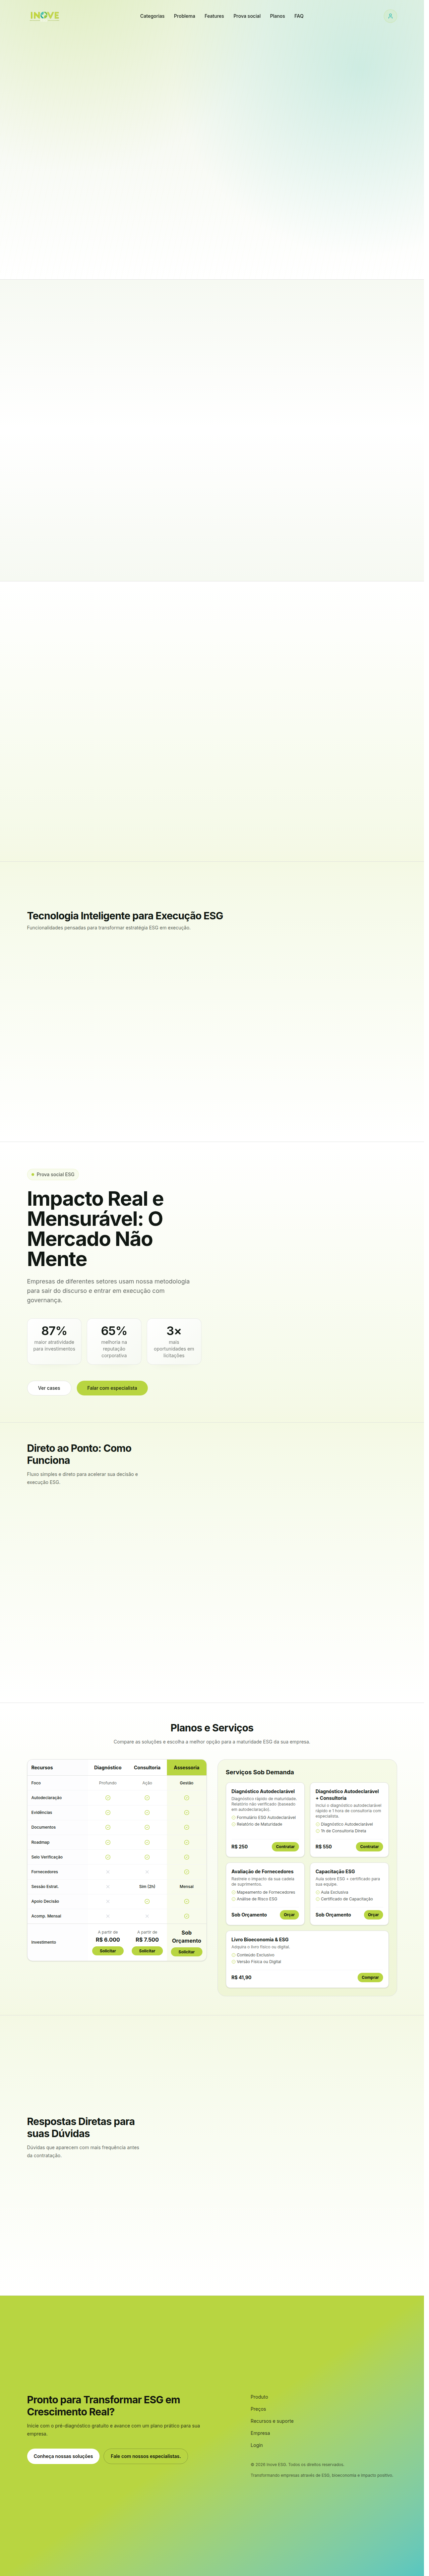 INOVE
Categorias Problema Features Prova social Planos FAQ
Tecnologia Inteligente para Execução ESG
Funcionalidades pensadas para transformar estratégia ESG em execução.
Prova social ESG
Impacto Real e
Mensurável: O
Mercado Não
Mente
Empresas de diferentes setores usam nossa metodologia
para sair do discurso e entrar em execução com
governança.
87%
maior atratividade
para investimentos
65%
melhoria na
reputação
corporativa
3×
mais
oportunidades em
licitações
Ver cases
Falar com especialista
Direto ao Ponto: Como
Funciona
Fluxo simples e direto para acelerar sua decisão e
execução ESG.
Planos e Serviços
Compare as soluções e escolha a melhor opção para a maturidade ESG da sua empresa.
Recursos Diagnóstico Consultoria Assessoria
Foco Profundo Ação Gestão
Autodeclaração
Evidências
Documentos
Roadmap
Selo Verificação
Fornecedores
Sessão Estrat. Sim (2h) Mensal
Apoio Decisão
Acomp. Mensal
Investimento
A partir de
R$ 6.000
Solicitar
A partir de
R$ 7.500
Solicitar
Sob
Orçamento
Solicitar
Serviços Sob Demanda
Diagnóstico Autodeclarável
Diagnóstico rápido de maturidade.
Relatório não verificado (baseado
em autodeclaração).
Formulário ESG Autodeclarável
Relatório de Maturidade
R$ 250
Contratar
Diagnóstico Autodeclarável
+ Consultoria
Inclui o diagnóstico autodeclarável
rápido e 1 hora de consultoria com
especialista.
Diagnóstico Autodeclarável
1h de Consultoria Direta
R$ 550
Contratar
Avaliação de Fornecedores
Rastreie o impacto da sua cadeia
de suprimentos.
Mapeamento de Fornecedores
Análise de Risco ESG
Sob Orçamento
Orçar
Capacitação ESG
Aula sobre ESG + certificado para
sua equipe.
Aula Exclusiva
Certificado de Capacitação
Sob Orçamento
Orçar
Livro Bioeconomia & ESG
Adquira o livro físico ou digital.
Conteúdo Exclusivo
Versão Física ou Digital
R$ 41,90
Comprar
Respostas Diretas para
suas Dúvidas
Dúvidas que aparecem com mais frequência antes
da contratação.
Pronto para Transformar ESG em
Crescimento Real?
Inicie com o pré-diagnóstico gratuito e avance com um plano prático para sua
empresa.
Conheça nossas soluções
Fale com nossos especialistas.
Produto
Preços
Recursos e suporte
Empresa
Login
© 2026 Inove ESG. Todos os direitos reservados.
Transformando empresas através de ESG, bioeconomia e impacto positivo.